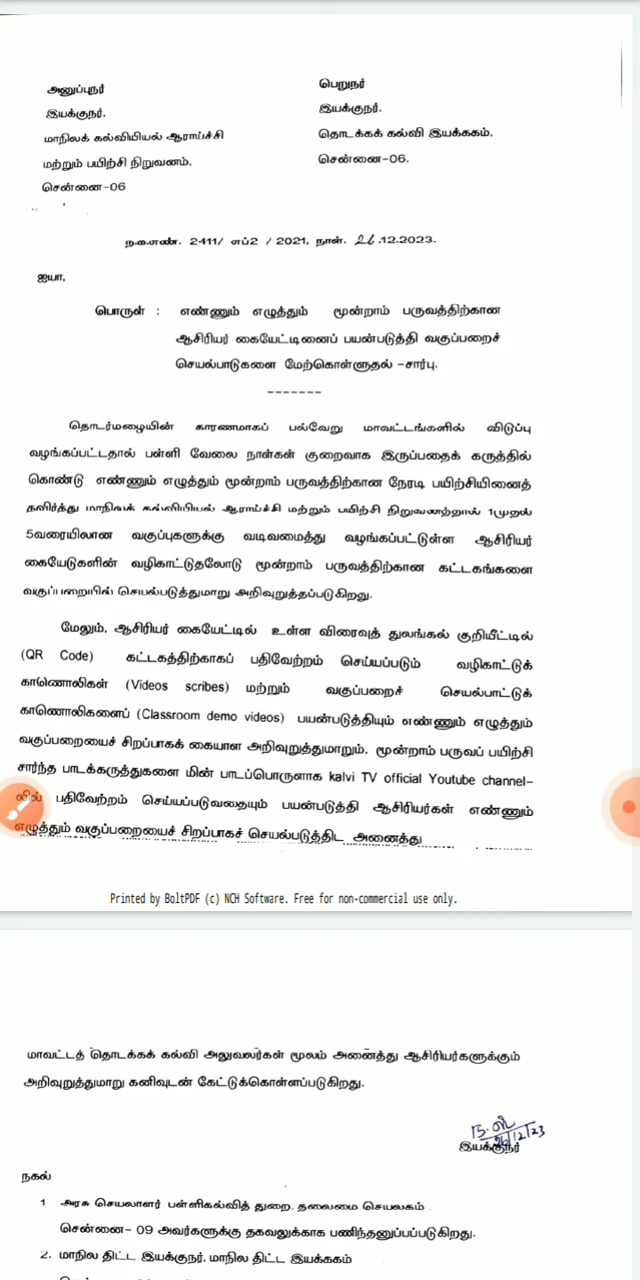 அனுப்புநர்
இயக்குநர்,
மாநிலக் கல்வியியல் ஆராய்ச்சி
மற்றும் பயிற்சி நிறுவனம்,
சென்னை-06
பெறுநர்
இயக்குநர்,
தொடக்கக் கல்வி இயக்ககம்,
சென்னை-06.
ந.க.எண். 2411/ எப்2 / 2021, நாள். 26.12.2023.
ஐயா,
பொருள் : எண்ணும் எழுத்தும் மூன்றாம் பருவத்திற்கான
ஆசிரியர் கையேட்டினைப் பயன்படுத்தி வகுப்பறைச்
செயல்பாடுகளை மேற்கொள்ளுதல் -சார்பு.
-------
தொடர்மழையின் காரணமாகப் பல்வேறு மாவட்டங்களில் விடுப்பு
வழங்கப்பட்டதால் பள்ளி வேலை நாள்கள் குறைவாக இருப்பதைக் கருத்தில்
கொண்டு எண்ணும் எழுத்தும் மூன்றாம் பருவத்திற்கான நேரடி பயிற்சியினைத்
தவிர்த்து மாநிலக் கல்வியியல் ஆராய்ச்சி மற்றும் பயிற்சி நிறுவனத்தால் 1முதல்
5வரையிலான வகுப்புகளுக்கு வடிவமைத்து வழங்கப்பட்டுள்ள ஆசிரியர்
கையேடுகளின் வழிகாட்டுதலோடு மூன்றாம் பருவத்திற்கான கட்டகங்களை
வகுப்பறையில் செயல்படுத்துமாறு அறிவுறுத்தப்படுகிறது.
மேலும், ஆசிரியர் கையேட்டில் உள்ள விரைவுத் துலங்கல் குறியீட்டில்
(QR Code) கட்டகத்திற்காகப் பதிவேற்றம் செய்யப்படும் வழிகாட்டுக்
காணொலிகள் (Videos scribes) மற்றும் வகுப்பறைச் செயல்பாட்டுக்
காணொலிகளைப் (Classroom demo videos) பயன்படுத்தியும் எண்ணும் எழுத்தும்
வகுப்பறையைச் சிறப்பாகக் கையாள அறிவுறுத்துமாறும், மூன்றாம் பருவப் பயிற்சி
சார்ந்த பாடக்கருத்துகளை மின் பாடப்பொருளாக kalvi TV official Youtube channel-
லில் பதிவேற்றம் செய்யப்படுவதையும் பயன்படுத்தி ஆசிரியர்கள் எண்ணும்
எழுத்தும் வகுப்பறையைச் சிறப்பாகச் செயல்படுத்திட அனைத்து
Printed by BoltPDF (c) NCH Software. Free for non-commercial use only.
மாவட்டத் தொடக்கக் கல்வி அலுவலர்கள் மூலம் அனைத்து ஆசிரியர்களுக்கும்
அறிவுறுத்துமாறு கனிவுடன் கேட்டுக்கொள்ளப்படுகிறது.
26/12/23
இயக்குநர்
நகல்
1 அரசு செயலாளர் பள்ளிகல்வித் துறை, தலைமை செயலகம்
சென்னை- 09 அவர்களுக்கு தகவலுக்காக பணிந்தனுப்பப்படுகிறது.
2. மாநில திட்ட இயக்குநர், மாநில திட்ட இயக்ககம்